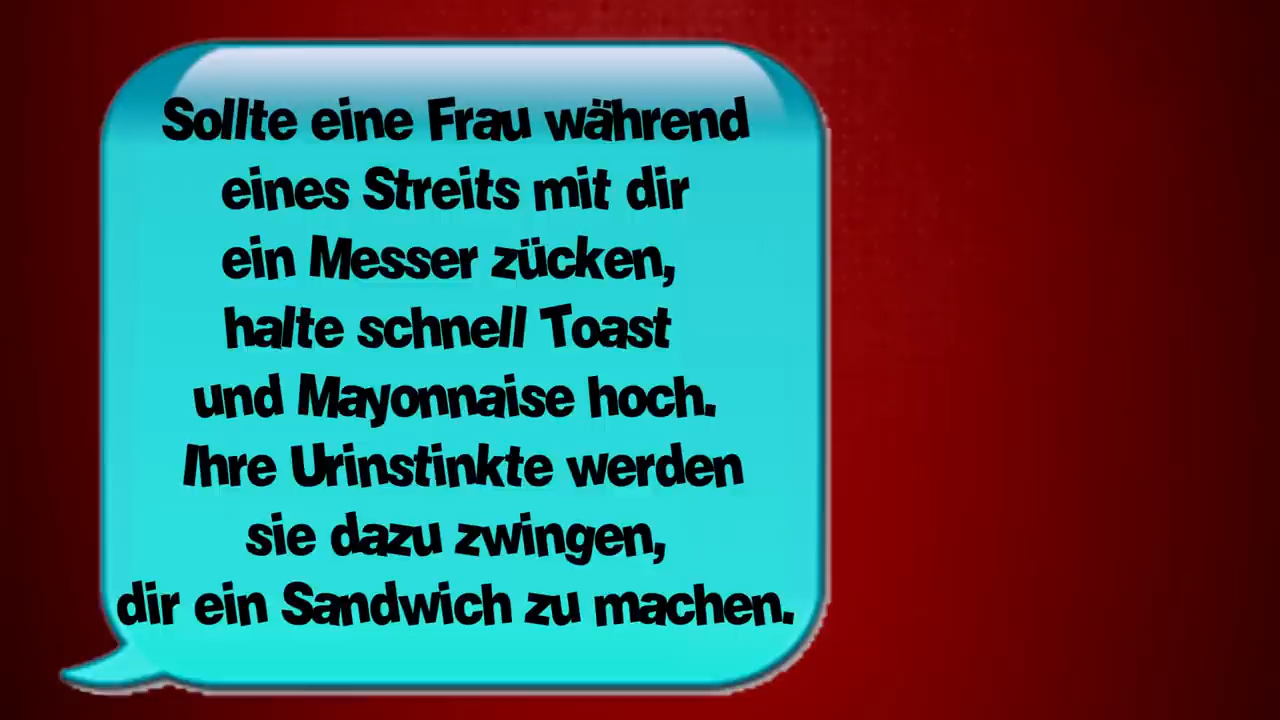 Sollte eine Frau während
eines Streits mit dir
ein Messer zücken,
halte schnell Toast
und Mayonnaise hoch.
Ihre Urinstinkte werden
sie dazu zwingen,
dir ein Sandwich zu machen.